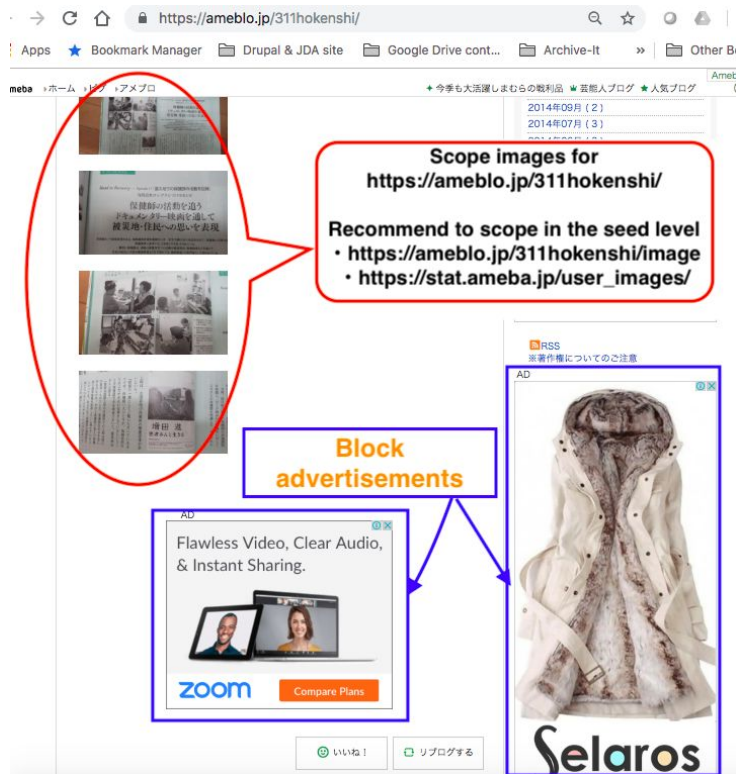 https://ameblo.jp/311hokenshi/
Apps
Bookmark Manager
Drupal & JDA site
Google Drive cont...
Archive-It
»
Other Bo
meba
ホーム
ピグ
アメブロ
今季も大活躍しまむらの戦利品
芸能人ブログ
人気ブログ
Ameb
2014年09月 ( 2 )
2014年07月 ( 3 )
Scope images for
https://ameblo.jp/311hokenshi/
Recommend to scope in the seed level
・https://ameblo.jp/311hokenshi/image
・https://stat.ameba.jp/user_images/
保健師の活動を追う
ドキュメンタリー映画を通して
被災地・住民への思いを表現
増田 進
RSS
※著作権についてのご注意
AD
Block
advertisements
AD
Flawless Video, Clear Audio,
& Instant Sharing.
zoom
Compare Plans
いいね！
リブログする
Selaros